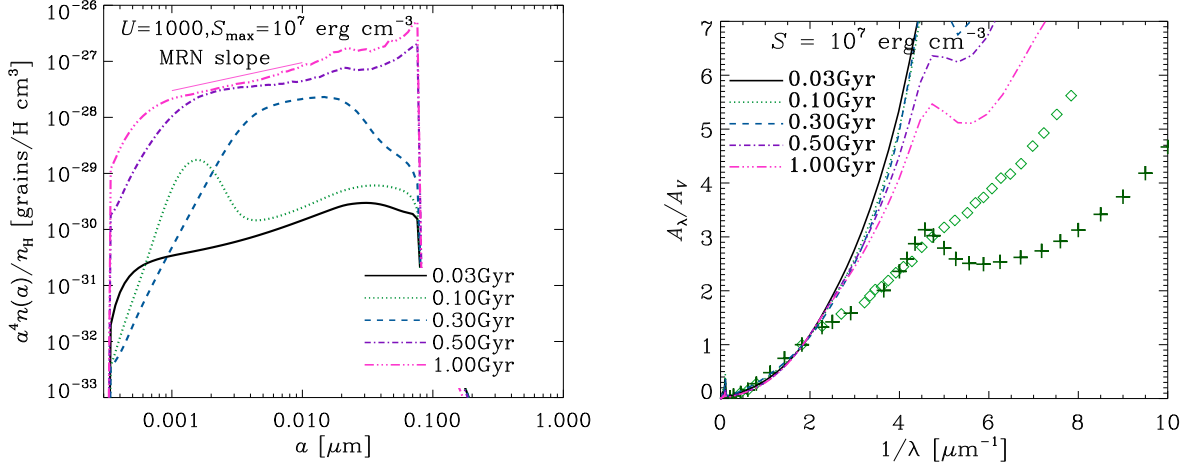 U=1000,S_max=10^7 erg cm^−3
MRN slope
10^−26
10^−27
10^−28
10^−29
10^−30
10^−31
10^−32
10^−33
a^4n(a)/n_H [grains/H cm^3]
0.03Gyr
0.10Gyr
0.30Gyr
0.50Gyr
1.00Gyr
0.001 0.010 0.100 1.000
a [μm]
S = 10^7 erg cm^−3
0.03Gyr
0.10Gyr
0.30Gyr
0.50Gyr
1.00Gyr
7
6
5
4
3
2
1
0
A_λ/A_V
0 2 4 6 8 10
1/λ [μm^−1]